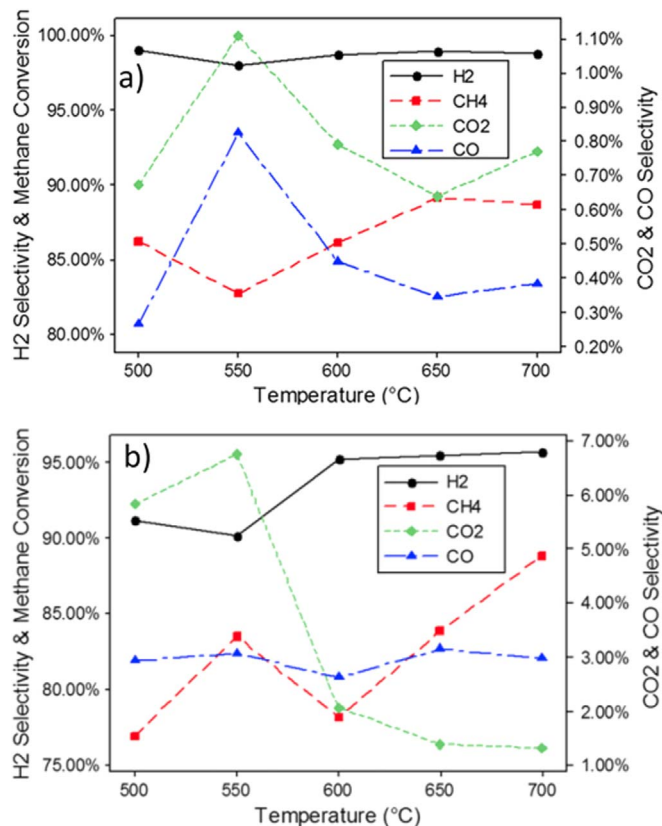 a)
H2 Selectivity & Methane Conversion
100.00%
95.00%
90.00%
85.00%
80.00%
H2
CH4
CO2
CO
1.10%
1.00%
0.90%
0.80%
0.70%
0.60%
0.50%
0.40%
0.30%
0.20%
CO2 & CO Selectivity
500
550
600
650
700
Temperature (°C)
b)
H2 Selectivity & Methane Conversion
95.00%
90.00%
85.00%
80.00%
75.00%
H2
CH4
CO2
CO
7.00%
6.00%
5.00%
4.00%
3.00%
2.00%
1.00%
CO2 & CO Selectivity
500
550
600
650
700
Temperature (°C)